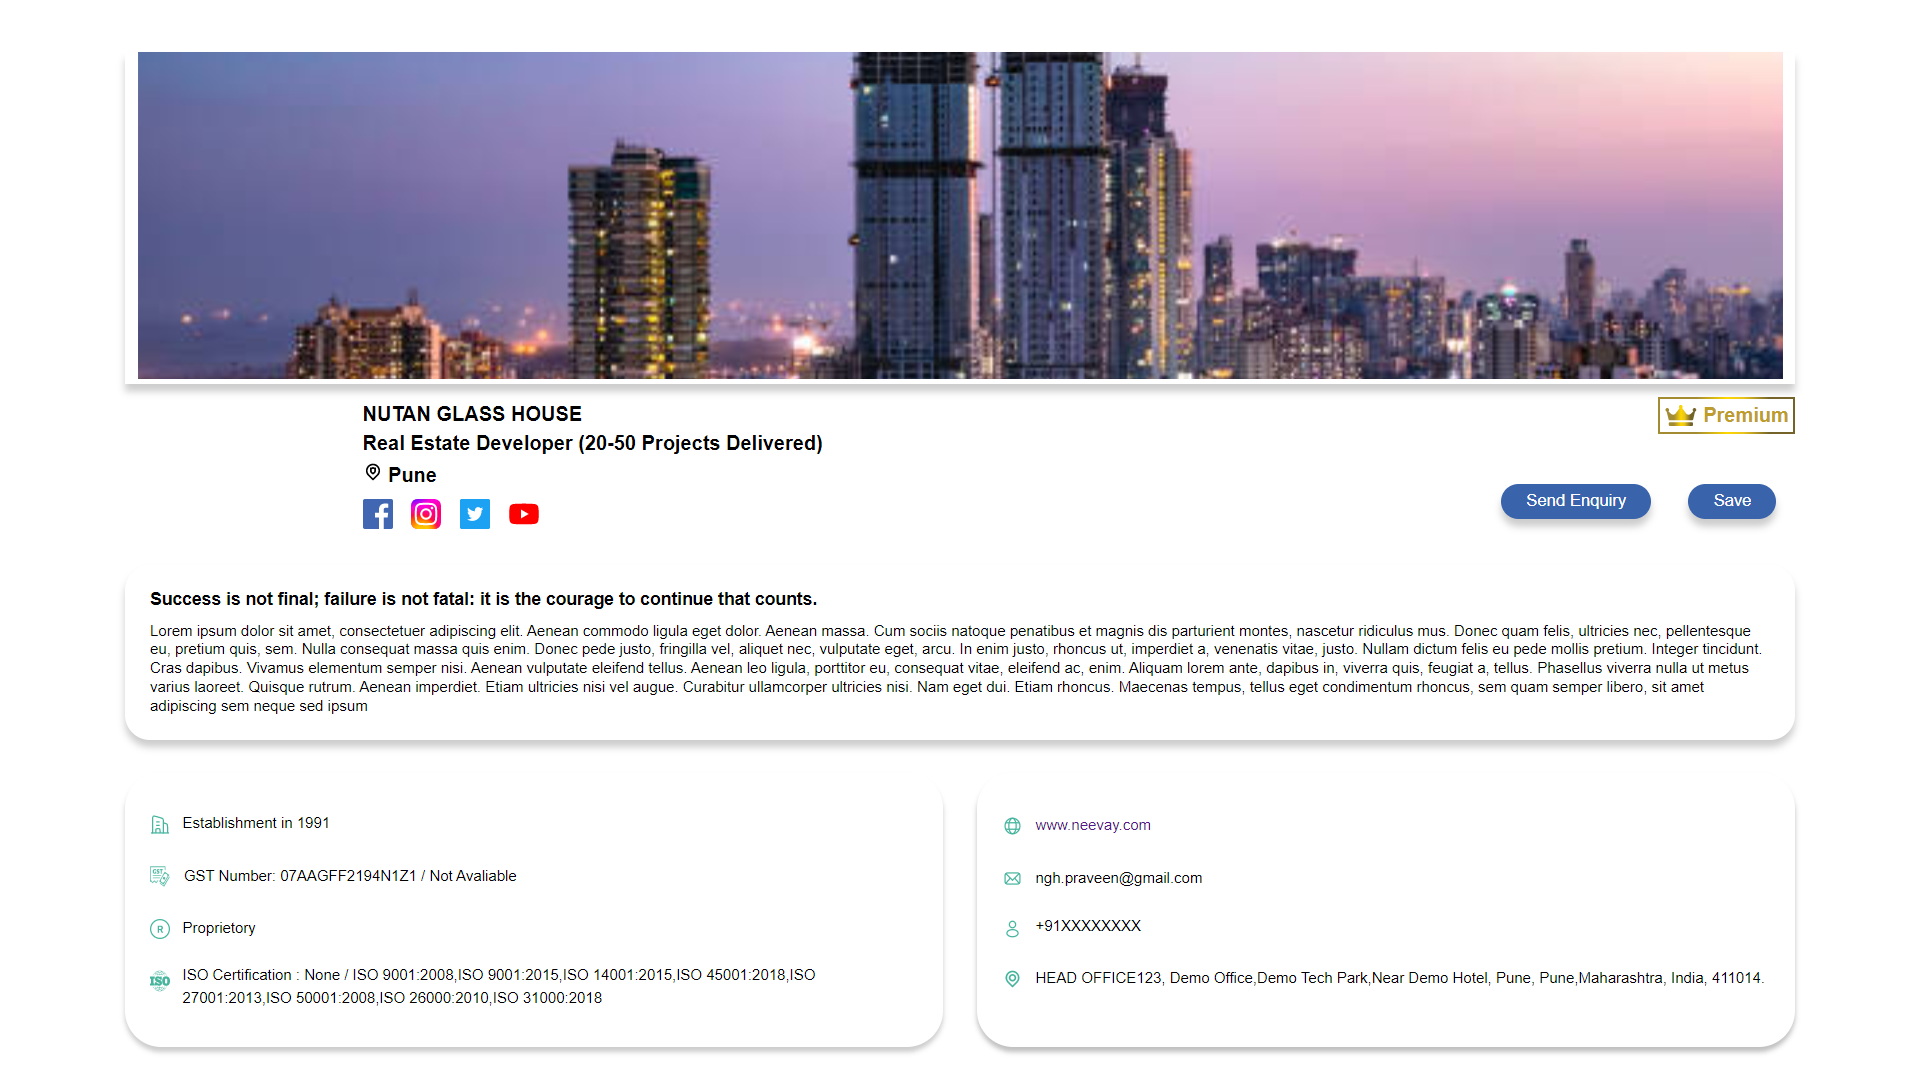 NUTAN GLASS HOUSE
Premium
Real Estate Developer (20-50 Projects Delivered)
Pune
Send Enquiry
Save
Success is not final; failure is not fatal: it is the courage to continue that counts.
Lorem ipsum dolor sit amet, consectetuer adipiscing elit. Aenean commodo ligula eget dolor. Aenean massa. Cum sociis natoque penatibus et magnis dis parturient montes, nascetur ridiculus mus. Donec quam felis, ultricies nec, pellentesque
eu, pretium quis, sem. Nulla consequat massa quis enim. Donec pede justo, fringilla vel, aliquet nec, vulputate eget, arcu. In enim justo, rhoncus ut, imperdiet a, venenatis vitae, justo. Nullam dictum felis eu pede mollis pretium. Integer tincidunt.
Cras dapibus. Vivamus elementum semper nisi. Aenean vulputate eleifend tellus. Aenean leo ligula, porttitor eu, consequat vitae, eleifend ac, enim. Aliquam lorem ante, dapibus in, viverra quis, feugiat a, tellus. Phasellus viverra nulla ut metus
varius laoreet. Quisque rutrum. Aenean imperdiet. Etiam ultricies nisi vel augue. Curabitur ullamcorper ultricies nisi. Nam eget dui. Etiam rhoncus. Maecenas tempus, tellus eget condimentum rhoncus, sem quam semper libero, sit amet
adipiscing sem neque sed ipsum
Establishment in 1991
GST
GST Number: 07AAGFF2194N1Z1 / Not Avaliable
R
Proprietory
ISO
ISO Certification : None / ISO 9001:2008,ISO 9001:2015,ISO 14001:2015,ISO 45001:2018,ISO
27001:2013,ISO 50001:2008,ISO 26000:2010,ISO 31000:2018
www.neevay.com
ngh.praveen@gmail.com
+91XXXXXXXX
HEAD OFFICE123, Demo Office,Demo Tech Park,Near Demo Hotel, Pune, Pune,Maharashtra, India, 411014.